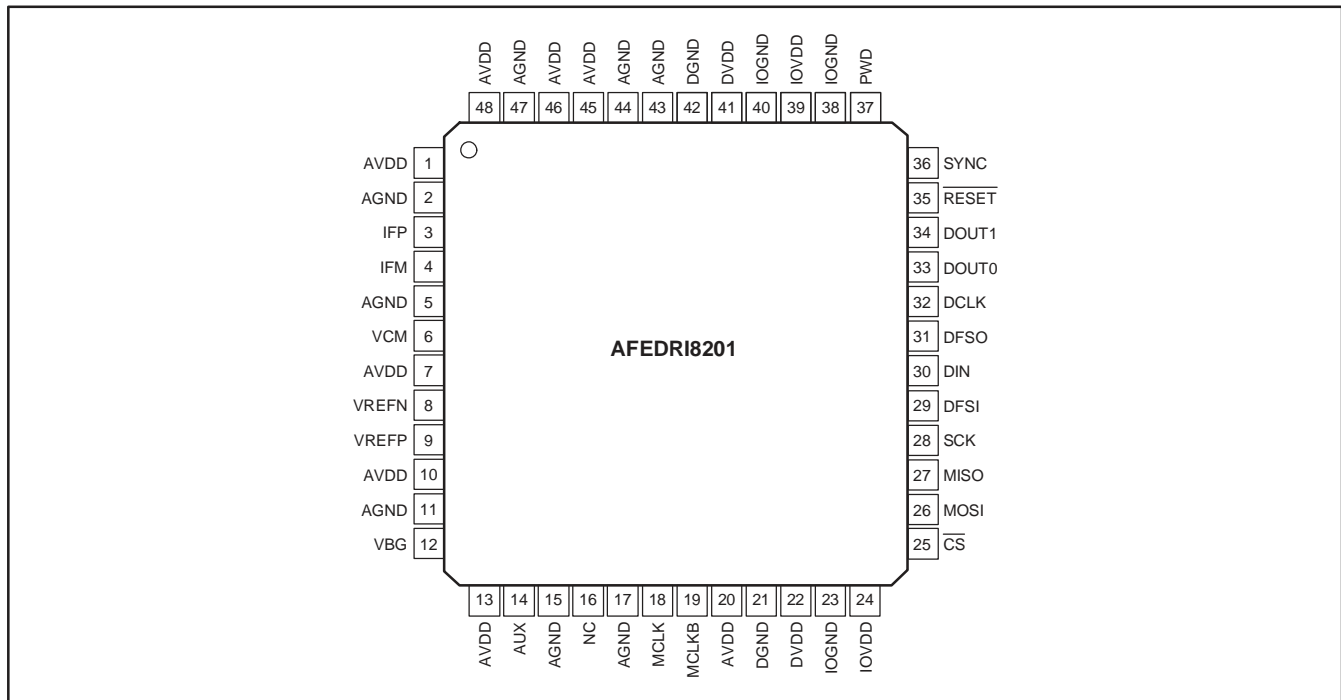 AVDD AGND AVDD AVDD AGND AGND DGND DVDD IOGND IOVDD IOGND PWD
48 47 46 45 44 43 42 41 40 39 38 37
AVDD 1 36 SYNC
AGND 2 35 RESET
IFP 3 34 DOUT1
IFM 4 33 DOUT0
AGND 5 32 DCLK
VCM 6 31 DFSO
AFEDRI8201
AVDD 7 30 DIN
VREFN 8 29 DFSI
VREFP 9 28 SCK
AVDD 10 27 MISO
AGND 11 26 MOSI
VBG 12 25 CS
13 14 15 16 17 18 19 20 21 22 23 24
AVDD AUX AGND NC AGND MCLK MCLKB AVDD DGND DVDD IOGND IOVDD